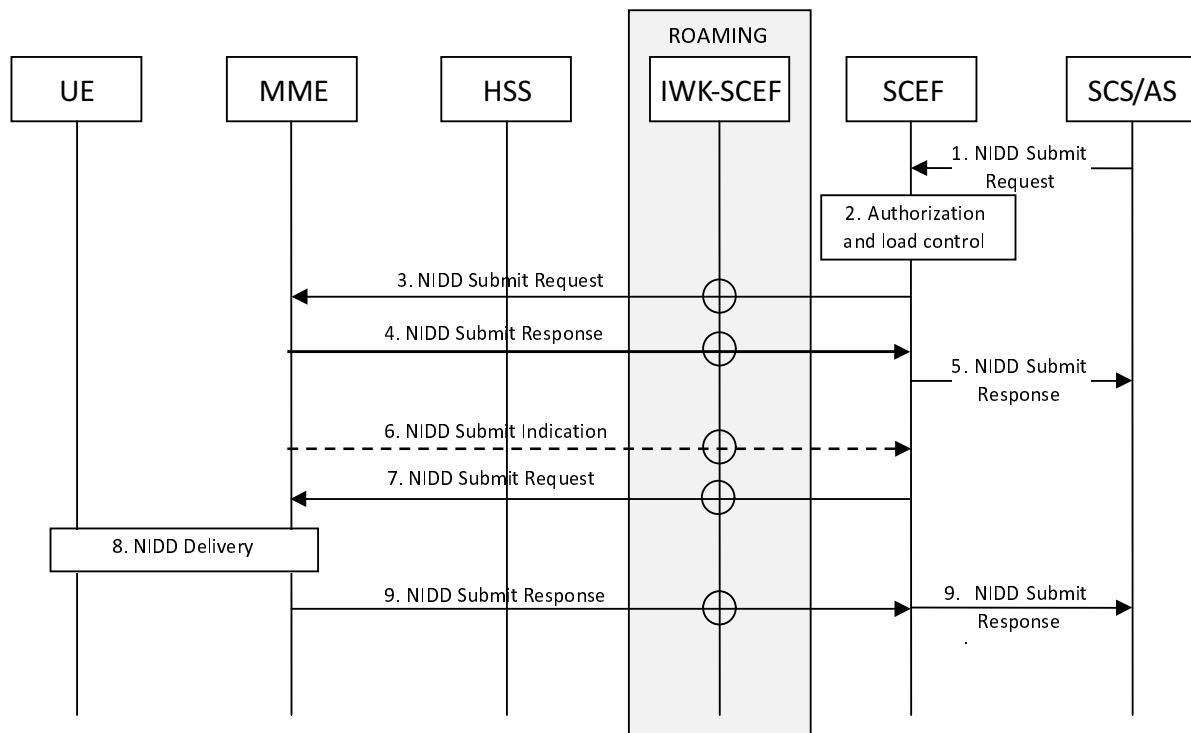 ROAMING
UE
MME
HSS
IWK-SCEF
SCEF
SCS/AS
1. NIDD Submit
Request
2. Authorization
and load control
3. NIDD Submit Request
4. NIDD Submit Response
5. NIDD Submit
Response
6. NIDD Submit Indication
7. NIDD Submit Request
8. NIDD Delivery
9. NIDD Submit Response
9. NIDD Submit
Response
.